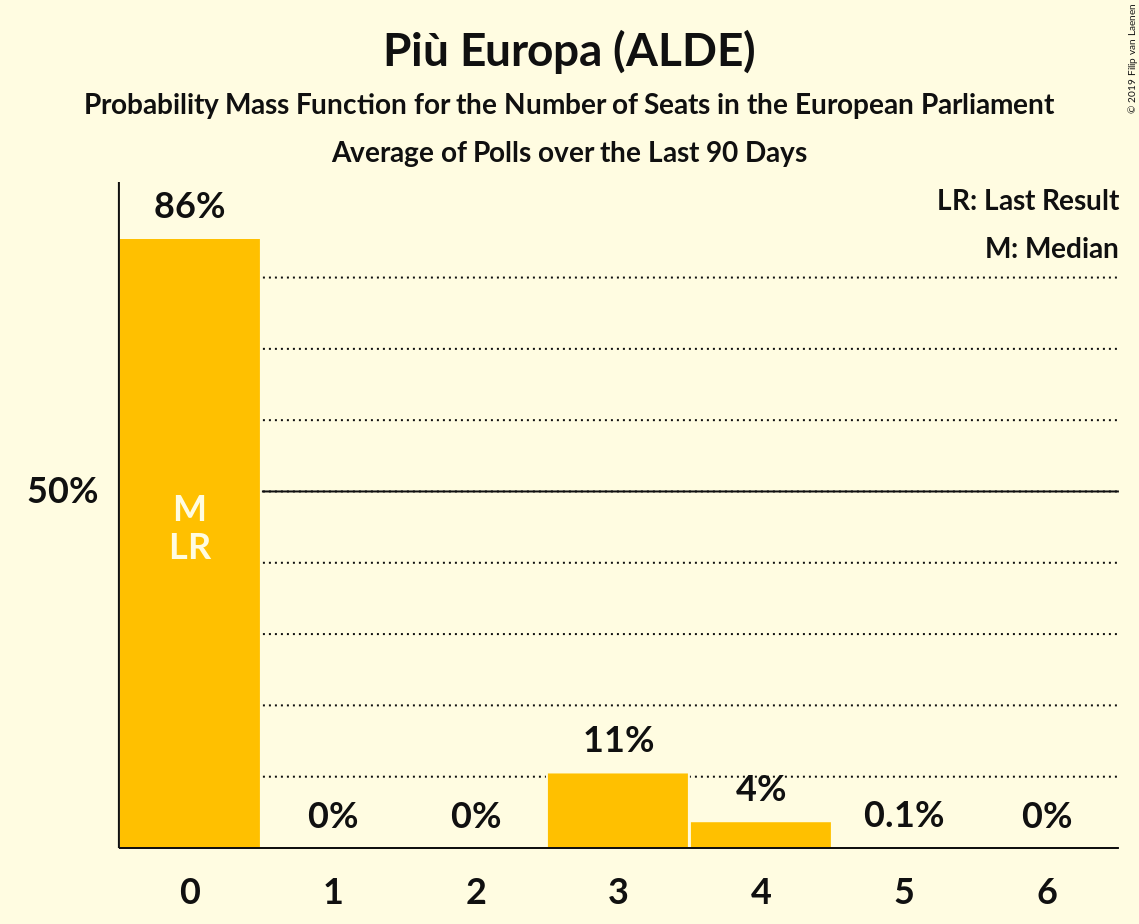 Più Europa (ALDE)
Probability Mass Function for the Number of Seats in the European Parliament
Average of Polls over the Last 90 Days
© 2019 Filip van Laenen
LR: Last Result
M: Median
86%
50%
M
LR
0%
0%
11%
4%
0.1%
0%
0
1
2
3
4
5
6